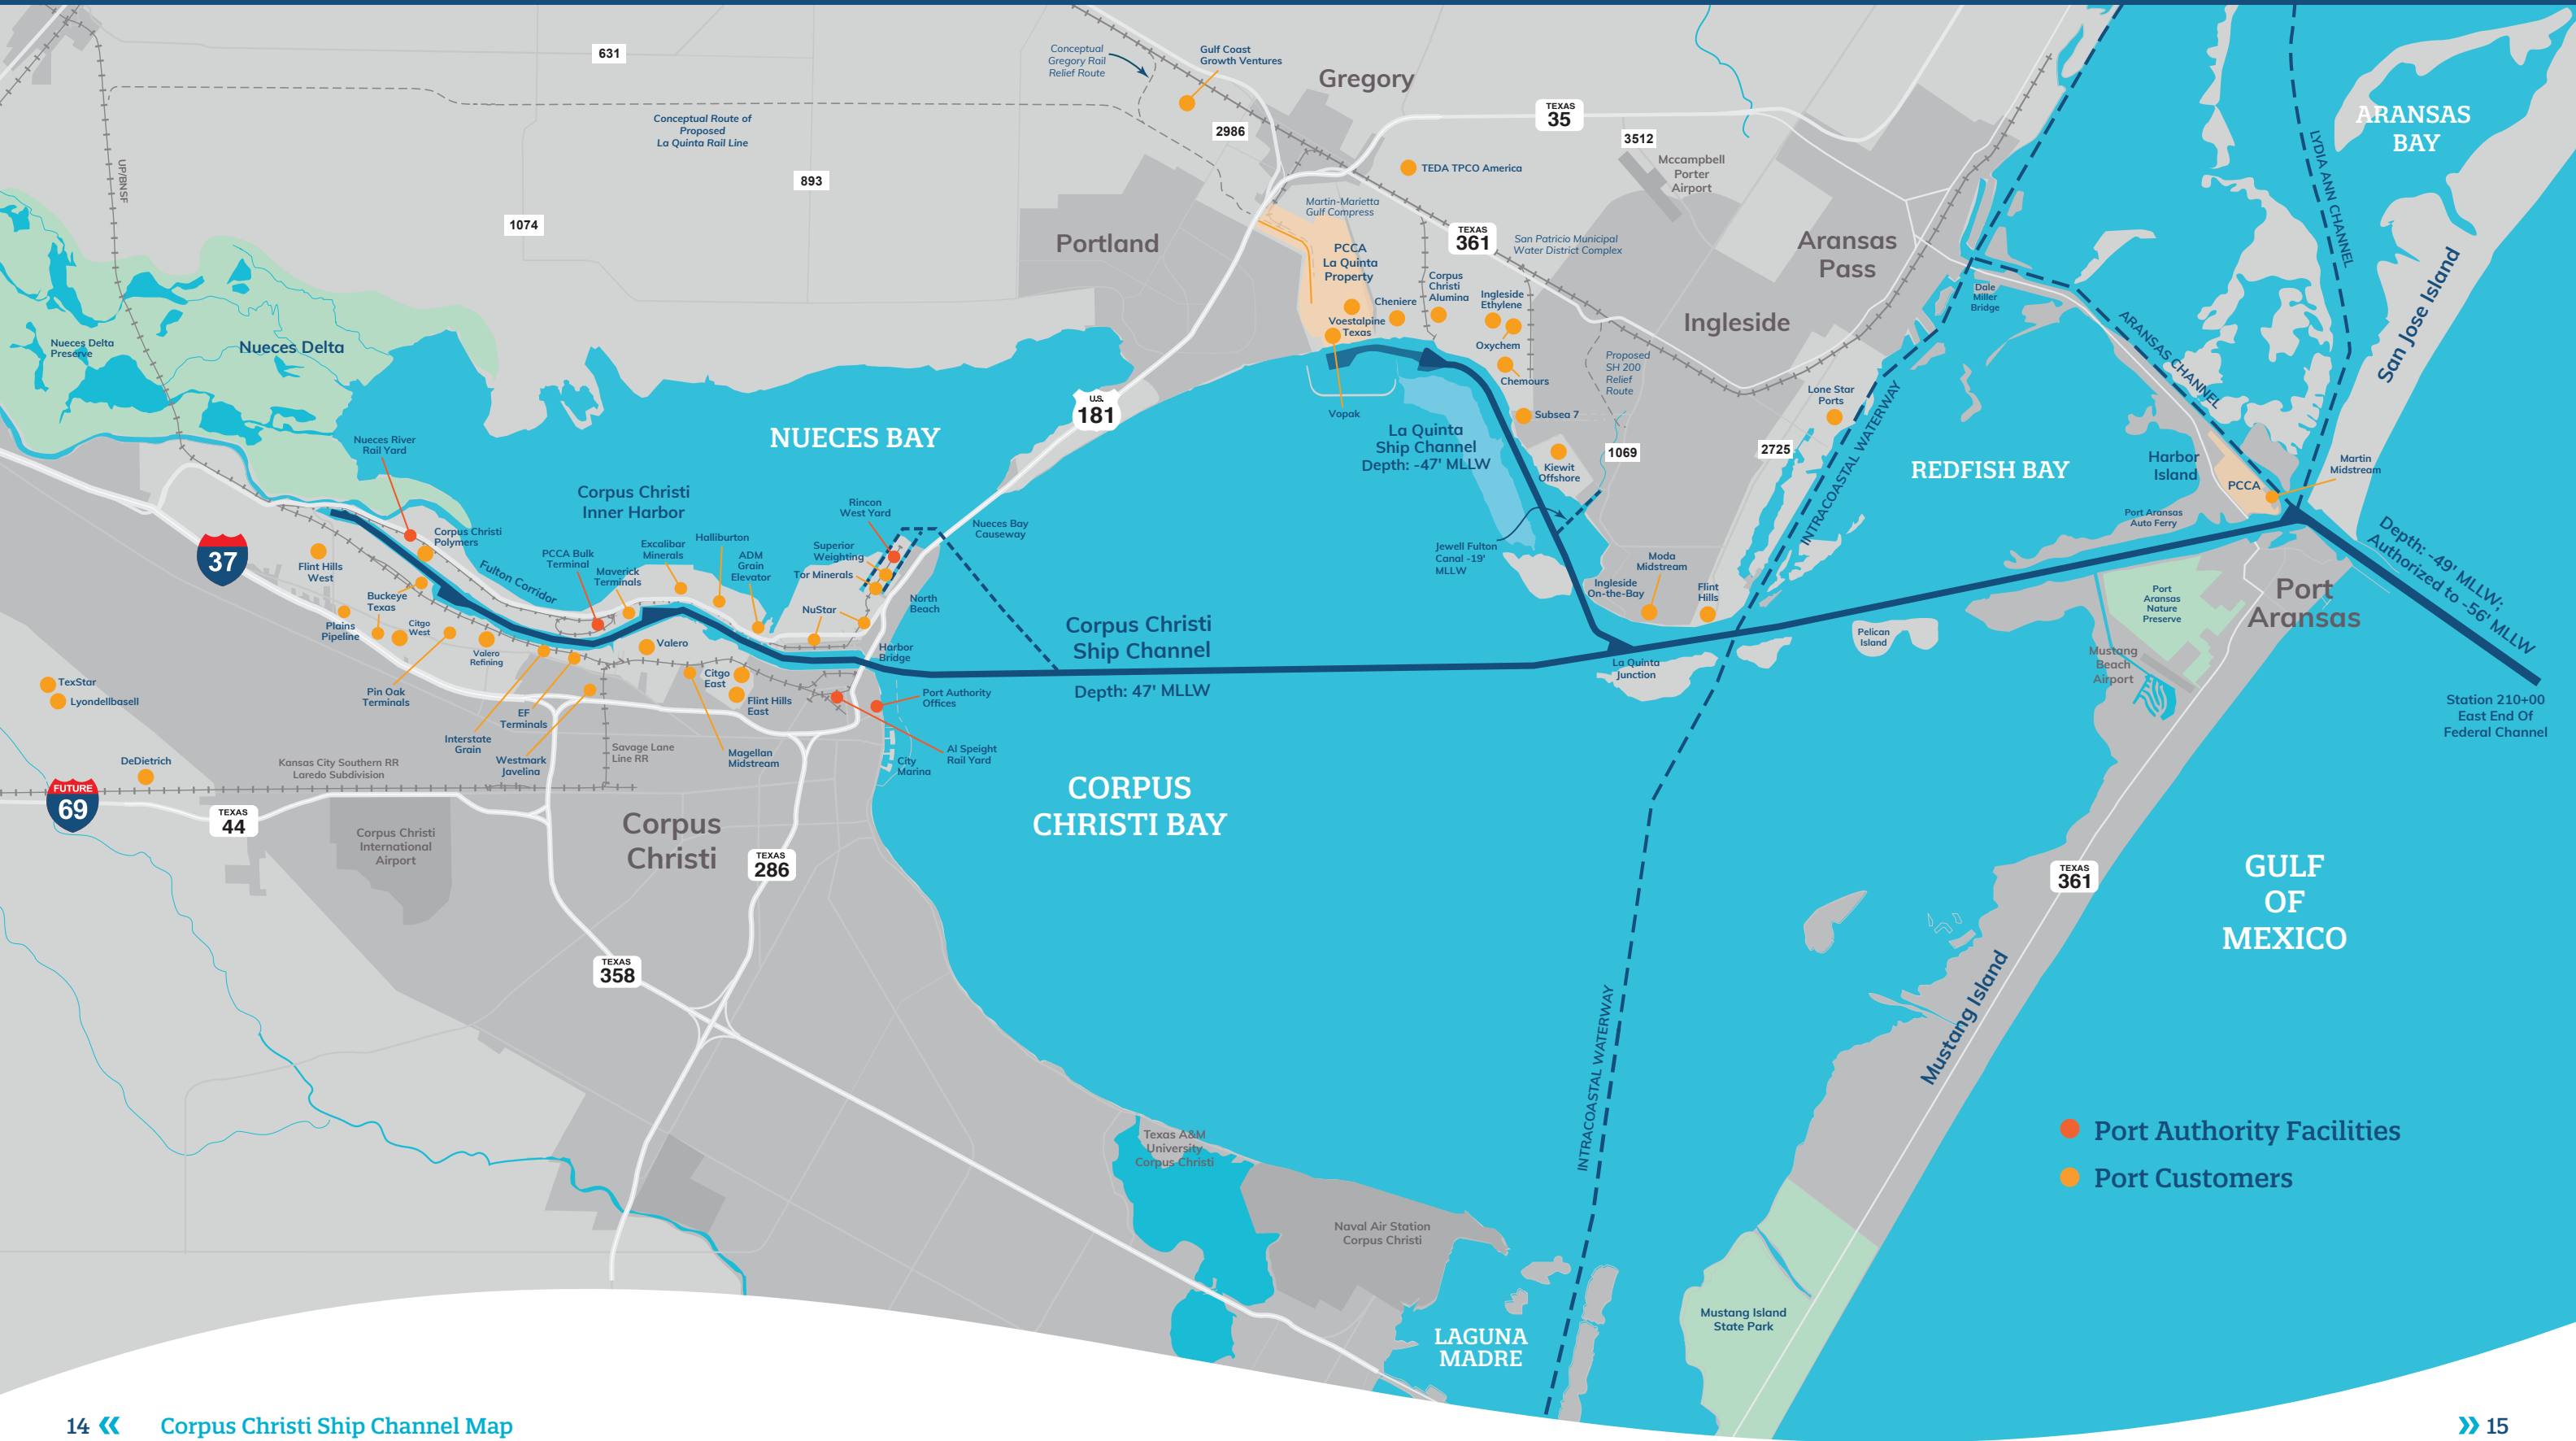 631
Conceptual
Gregory Rail
Relief Route
Gulf Coast
Growth Ventures
Gregory
TEXAS
35
ARANSAS
BAY
Conceptual Route of
Proposed
La Quinta Rail Line
2986
3512
Mccampbell
Porter
Airport
TEDA TPCO America
LYDIA ANN CHANNEL
UP/BNSF
893
1074
Martin-Marietta
Gulf Compress
Portland
TEXAS
361
San Patricio Municipal
Water District Complex
Aransas
Pass
PCCA
La Quinta
Property
Corpus
Christi
Alumina
Cheniere
Ingleside
Ethylene
Dale
Miller
Bridge
San Jose Island
Voestalpine
Texas
Ingleside
Oxychem
ARANSAS CHANNEL
Nueces Delta
Preserve
Nueces Delta
Proposed
SH 200
Relief
Route
Chemours
Lone Star
Ports
U.S.
181
Vopak
Subsea 7
INTRACOASTAL WATERWAY
NUECES BAY
Nueces River
Rail Yard
La Quinta
Ship Channel
Depth: -47' MLLW
1069
2725
REDFISH BAY
Harbor
Island
Martin
Midstream
Kiewit
Offshore
PCCA
Corpus Christi
Inner Harbor
Rincon
West Yard
Nueces Bay
Causeway
Port Aransas
Auto Ferry
Depth: -49' MLLW;
Authorized to -56' MLLW
37
Corpus Christi
Polymers
Halliburton
Excalibar
Minerals
Superior
Weighting
PCCA Bulk
Terminal
Maverick
Terminals
ADM
Grain
Elevator
Tor Minerals
Jewell Fulton
Canal -19'
MLLW
Moda
Midstream
Flint Hills
West
Fulton Corridor
Ingleside
On-the-Bay
Flint
Hills
Port
Aransas
Nature
Preserve
Port
Aransas
Buckeye
Texas
North
Beach
NuStar
Plains
Pipeline
Citgo
West
Corpus Christi
Ship Channel
Pelican
Island
Valero
Refining
Valero
Harbor
Bridge
Mustang
Beach
Airport
La Quinta
Junction
TexStar
Lyondellbasell
Citgo
East
Depth: 47' MLLW
Pin Oak
Terminals
Flint Hills
East
Port Authority
Offices
Station 210+00
East End Of
Federal Channel
EF
Terminals
Interstate
Grain
Westmark
Javelina
Savage Lane
Line RR
Magellan
Midstream
Al Speight
Rail Yard
City
Marina
DeDietrich
Kansas City Southern RR
Laredo Subdivision
FUTURE
69
TEXAS
44
Corpus Christi
International
Airport
Corpus
Christi
TEXAS
286
CORPUS
CHRISTI BAY
TEXAS
361
GULF
OF
MEXICO
TEXAS
358
Mustang Island
INTRACOASTAL WATERWAY
Texas A&M
University
Corpus Christi
Port Authority Facilities
Port Customers
Naval Air Station
Corpus Christi
Mustang Island
State Park
LAGUNA
MADRE
14 « Corpus Christi Ship Channel Map
» 15